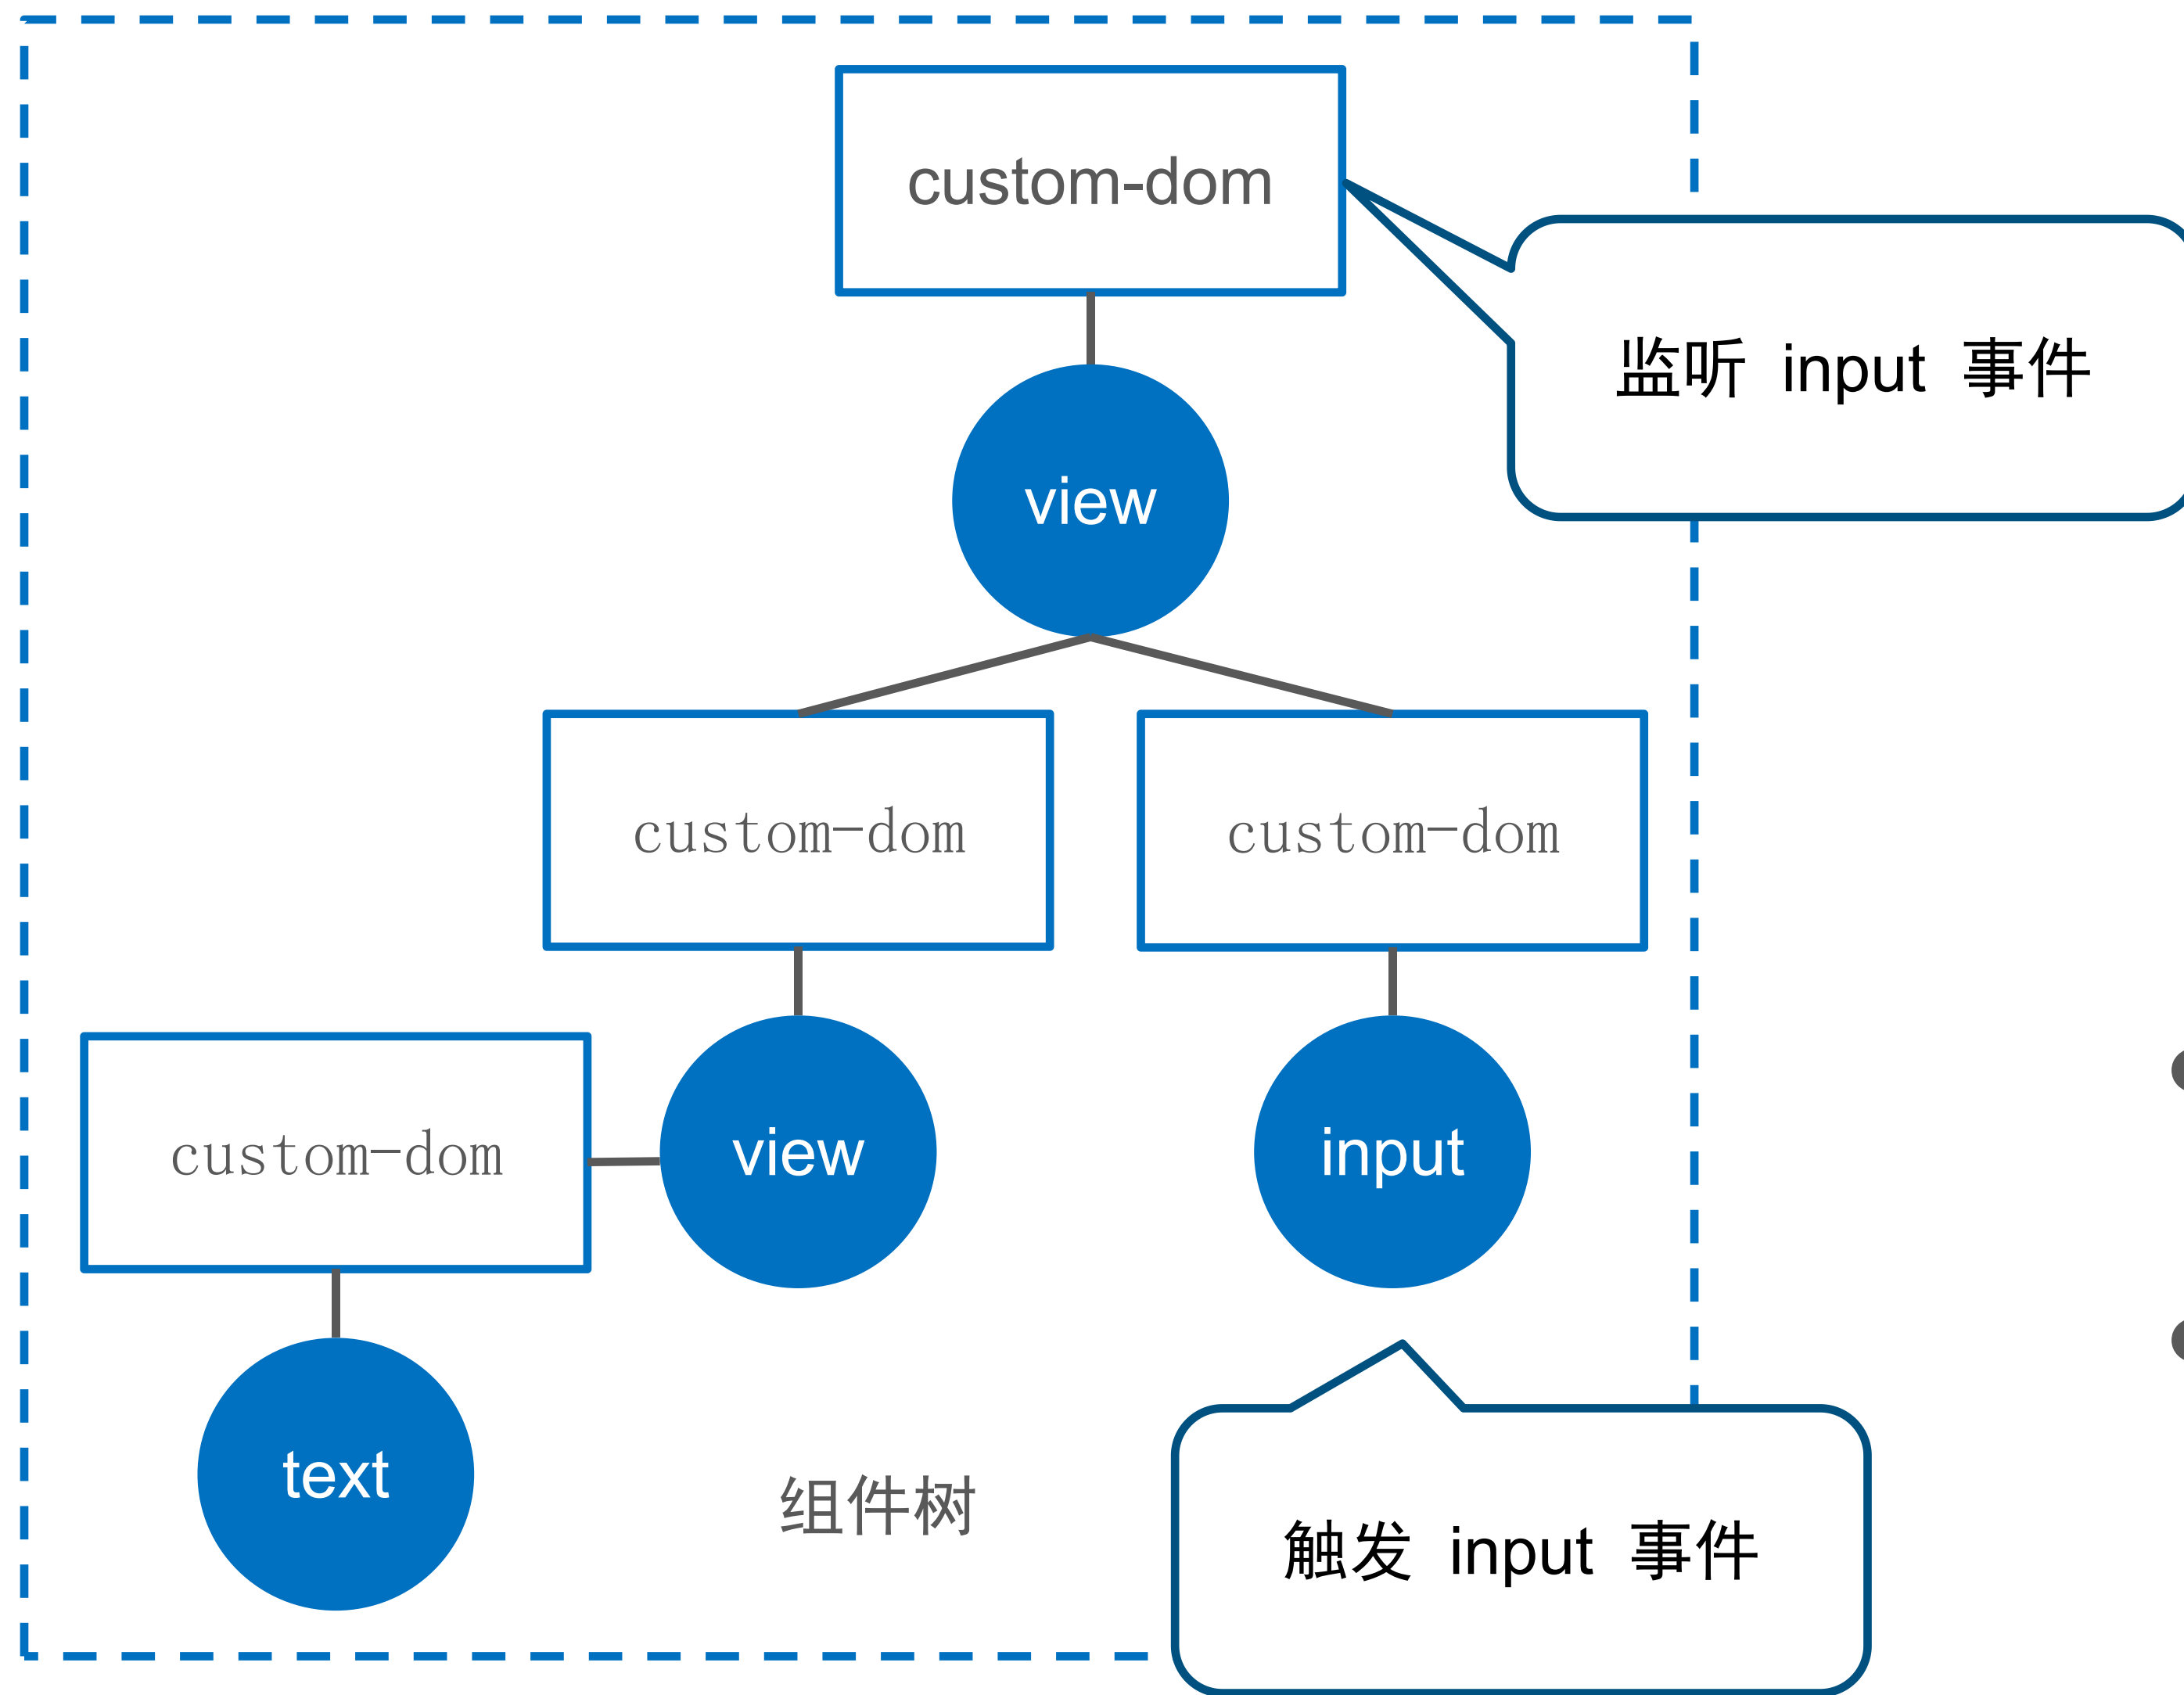 custom-dom
监听 input 事件
view
custom-dom
custom-dom
custom-dom
view
input
text
组件树
触发 input 事件